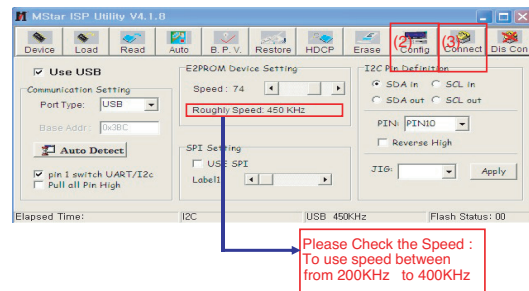 MStar ISP Utility V4.1.8
Device Load Read Auto B. P. V. Restore HDCP Erase Config Connect Dis Con
(2) (3)
Use USB
Communication Setting
Port Type: USB
Base Addr: 0x3BC
Auto Detect
pin 1 switch UART/I2c
Pull all Pin High
E2PROM Device Setting
Speed : 74
Roughly Speed: 450 KHz
SPI Setting
USE SPI
Label1
I2C Pin Definition
SDA in SCL in
SDA out SCL out
PIN: PIN10
Reverse High
JIG: Apply
Elapsed Time: I2C USB 450KHz Flash Status: 00
Please Check the Speed :
To use speed between
from 200KHz to 400KHz